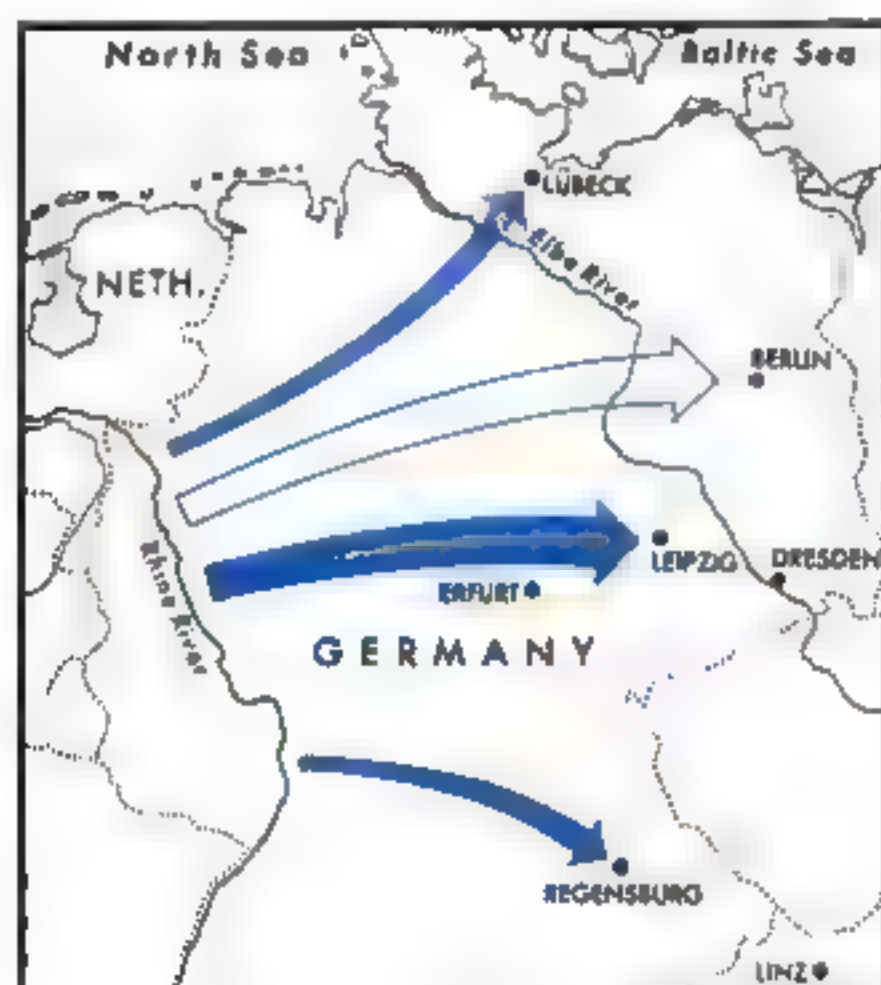 North Sea
Baltic Sea
LÜBECK
Elbe River
NETH.
BERLIN
Rhine River
LEIPZIG
DRESDEN
ERFURT
GERMANY
REGENSBURG
LINZ